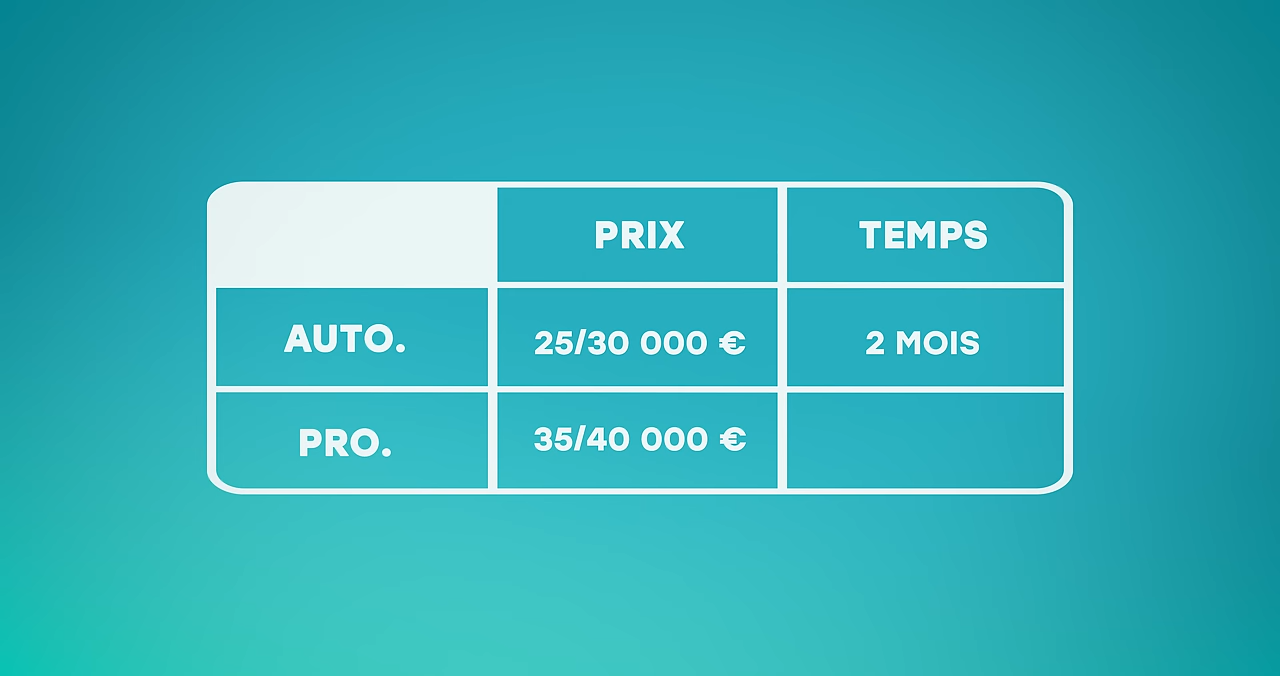 PRIX TEMPS
AUTO. 25/30 000 € 2 MOIS
PRO. 35/40 000 €